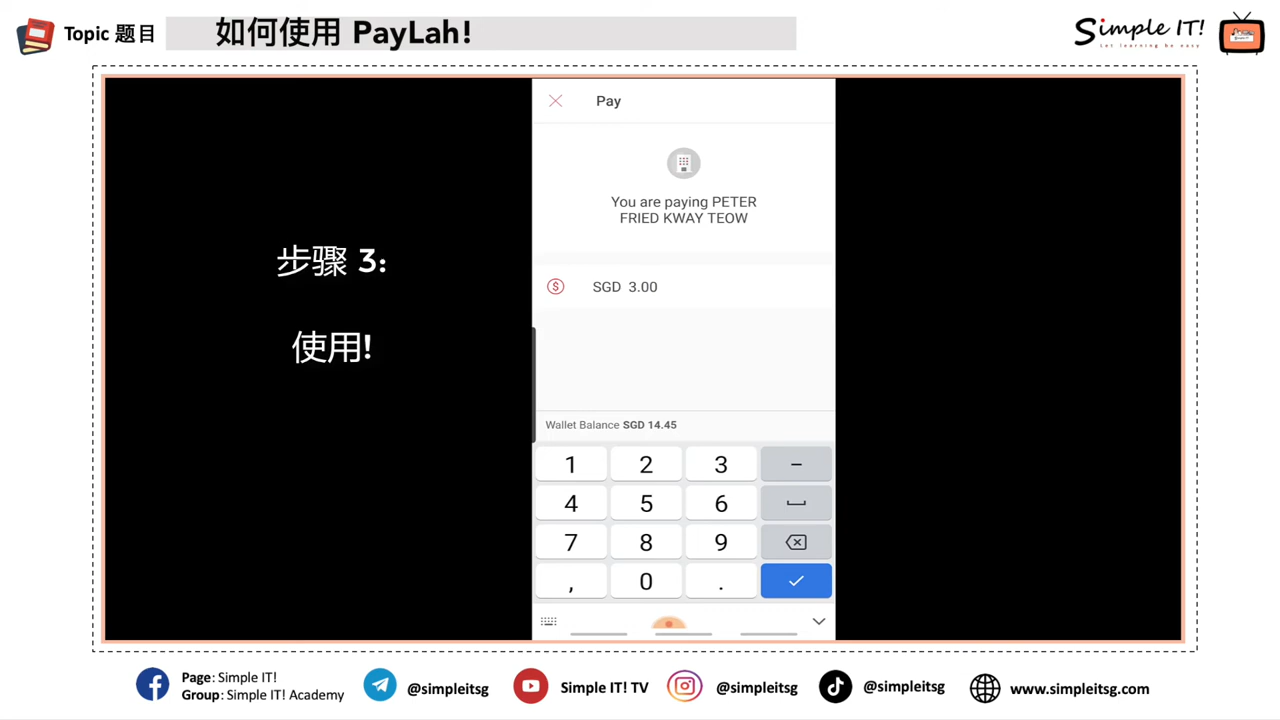 Topic 题目
如何使用 PayLah!
Simple IT!
Let learning be easy
步骤 3:
使用!
Pay
You are paying PETER
FRIED KWAY TEOW
SGD 3.00
Wallet Balance SGD 14.45
1 2 3 –
4 5 6
7 8 9
, 0 .
Page: Simple IT!
Group: Simple IT! Academy
@simpleitsg
Simple IT! TV
@simpleitsg
@simpleitsg
www.simpleitsg.com